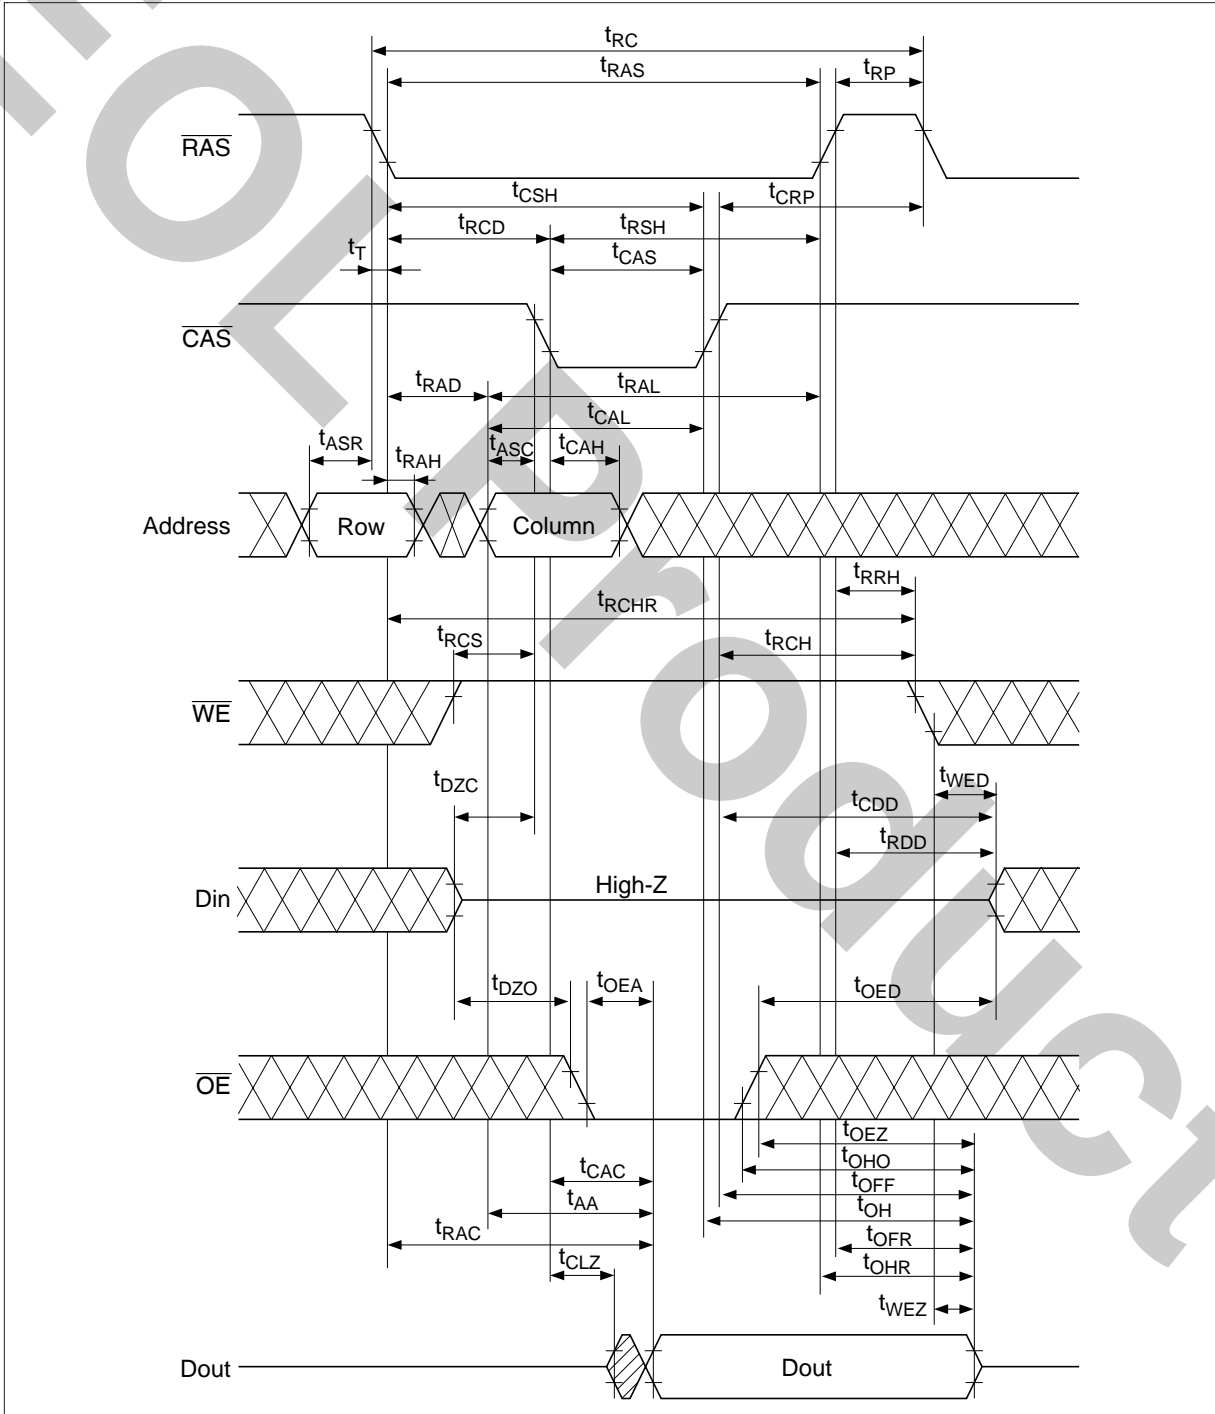 tRC
tRAS
tRP
RAS
tCSH
tCRP
tRCD
tRSH
tT
tCAS
CAS
tRAD
tRAL
tCAL
tASR
tRAH
tASC
tCAH
Address
Row
Column
tRRH
tRCHR
tRCS
tRCH
WE
tWED
tDZC
tCDD
tRDD
Din
High-Z
tDZO
tOEA
tOED
OE
tOEZ
tOHO
tCAC
tOFF
tAA
tOH
tRAC
tOFR
tCLZ
tOHR
tWEZ
Dout
Dout
OL Product